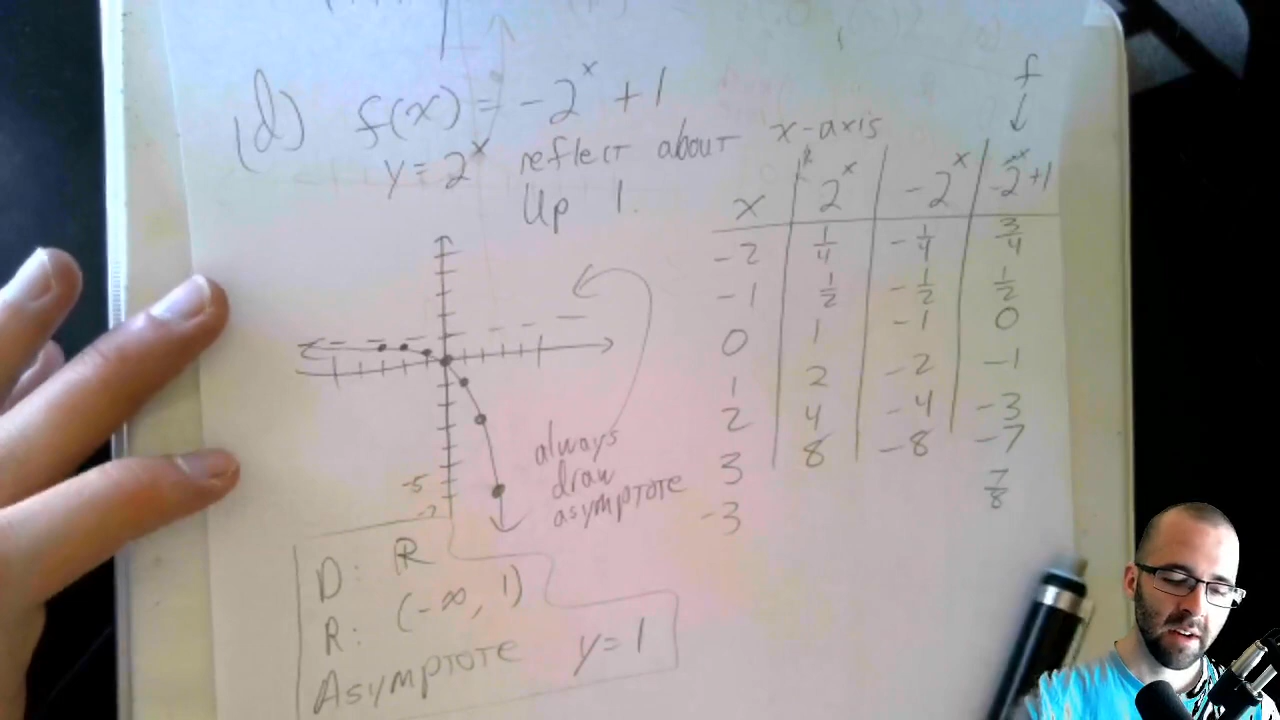 (d) f(x) = -2^x + 1
y = 2^x reflect about x-axis
Up 1.
f
↓
x 2^x -2^x -2^x+1
-2 1/4 -1/4 3/4
-1 1/2 -1/2 1/2
0 1 -1 0
1 2 -2 -1
2 4 -4 -3
3 8 -8 -7
-3 7/8
always
draw
asymptote
-5
-7
D: ℝ
R: (-∞, 1)
Asymptote y=1